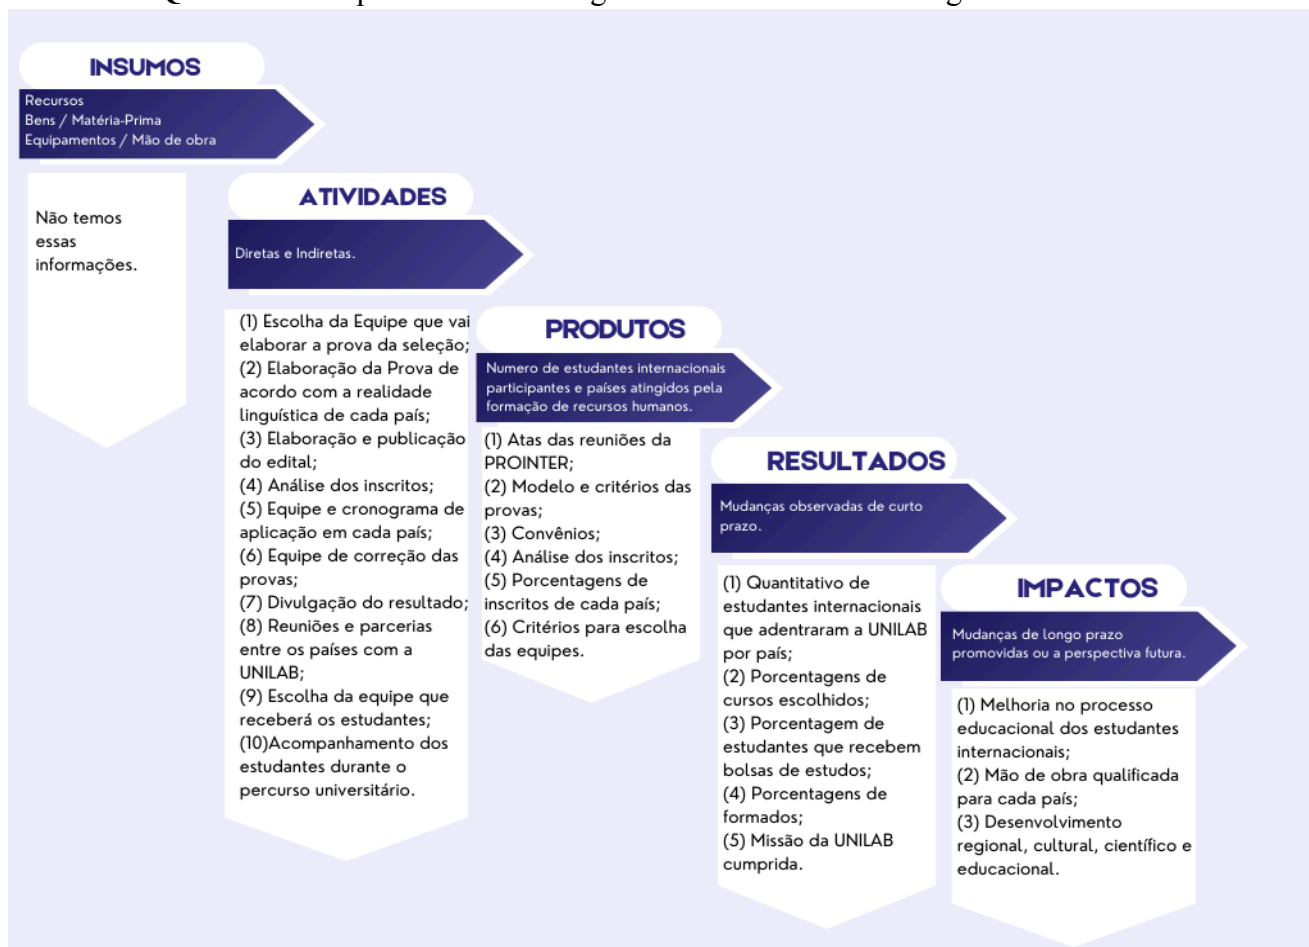 INSUMOS
Recursos
Bens / Matéria-Prima
Equipamentos / Mão de obra
Não temos
essas
informações.
ATIVIDADES
Diretas e Indiretas.
(1) Escolha da Equipe que vai
elaborar a prova da seleção;
(2) Elaboração da Prova de
acordo com a realidade
linguística de cada país;
(3) Elaboração e publicação
do edital;
(4) Análise dos inscritos;
(5) Equipe e cronograma de
aplicação em cada país;
(6) Equipe de correção das
provas;
(7) Divulgação do resultado;
(8) Reuniões e parcerias
entre os países com a
UNILAB;
(9) Escolha da equipe que
receberá os estudantes;
(10)Acompanhamento dos
estudantes durante o
percurso universitário.
PRODUTOS
Numero de estudantes internacionais
participantes e países atingidos pela
formação de recursos humanos.
(1) Atas das reuniões da
PROINTER;
(2) Modelo e critérios das
provas;
(3) Convênios;
(4) Análise dos inscritos;
(5) Porcentagens de
inscritos de cada país;
(6) Critérios para escolha
das equipes.
RESULTADOS
Mudanças observadas de curto
prazo.
(1) Quantitativo de
estudantes internacionais
que adentraram a UNILAB
por país;
(2) Porcentagens de
cursos escolhidos;
(3) Porcentagem de
estudantes que recebem
bolsas de estudos;
(4) Porcentagens de
formados;
(5) Missão da UNILAB
cumprida.
IMPACTOS
Mudanças de longo prazo
promovidas ou a perspectiva futura.
(1) Melhoria no processo
educacional dos estudantes
internacionais;
(2) Mão de obra qualificada
para cada país;
(3) Desenvolvimento
regional, cultural, científico e
educacional.